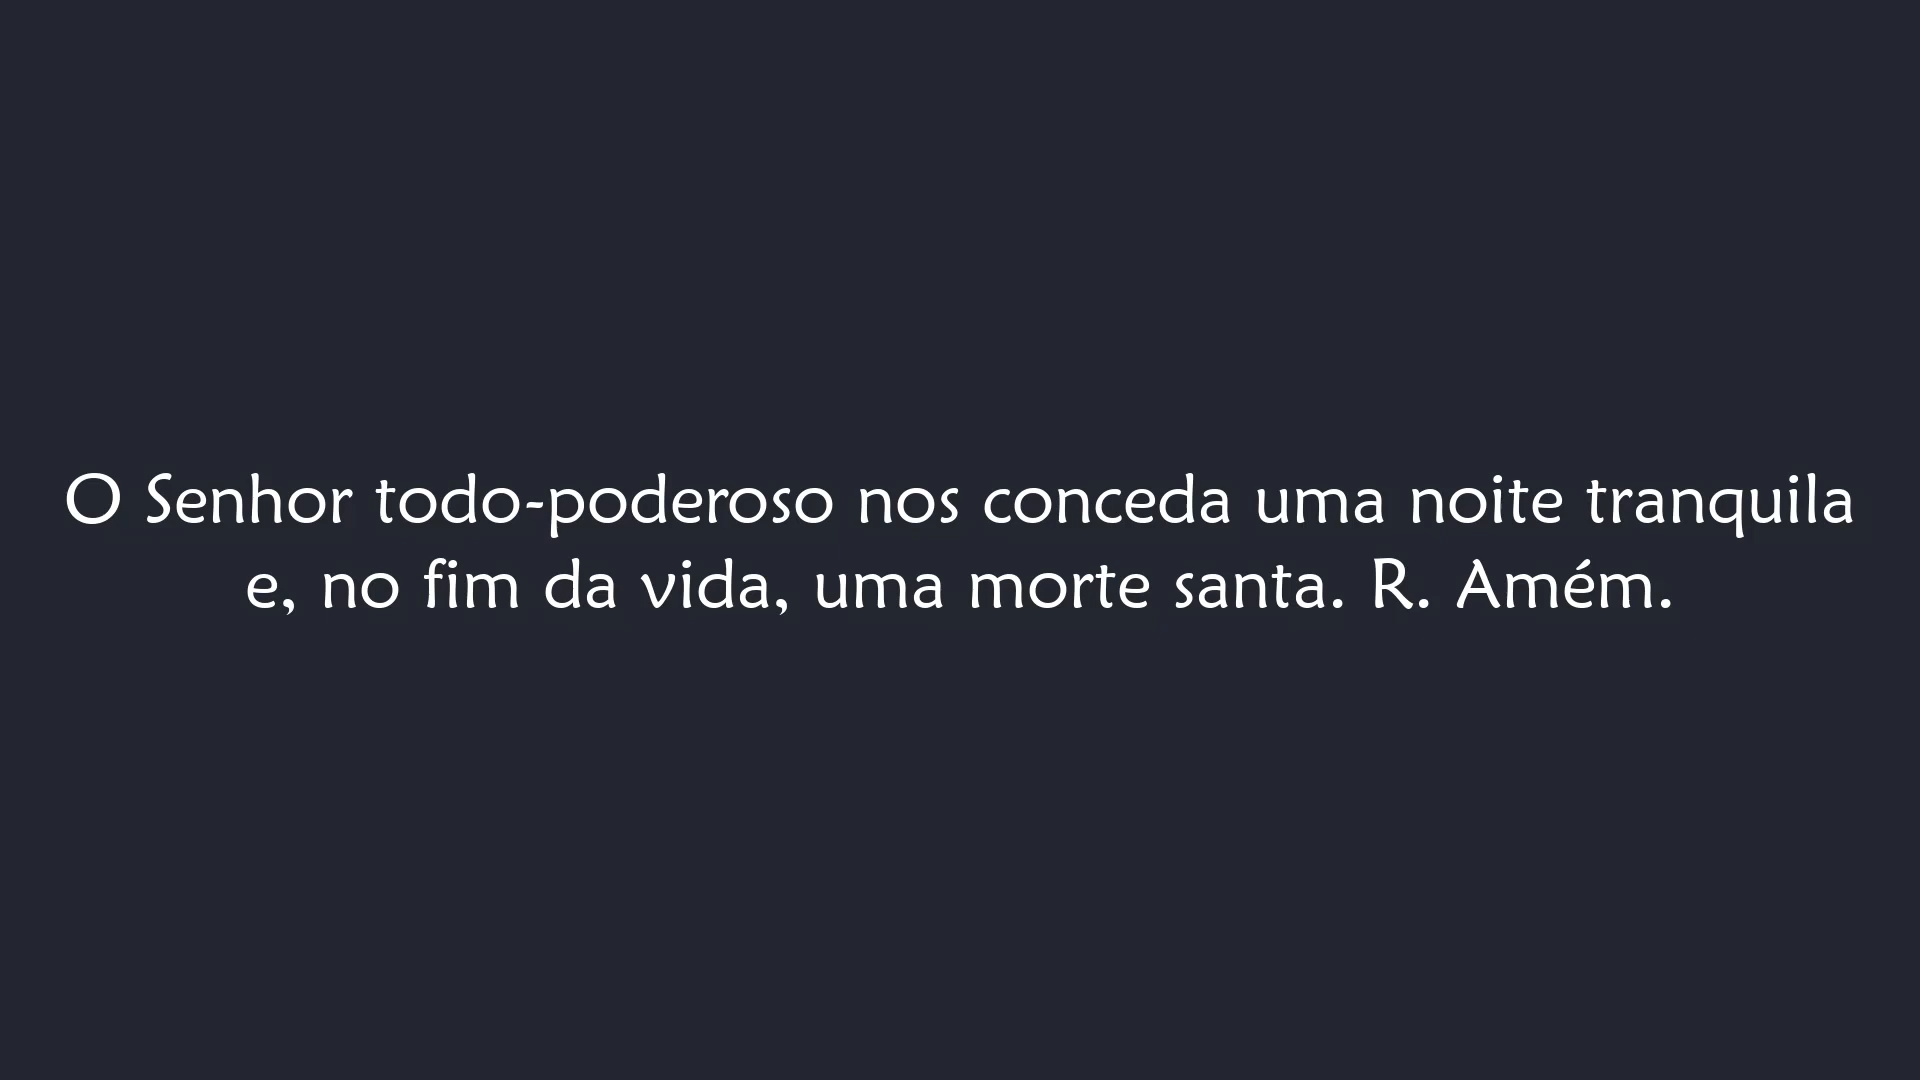 O Senhor todo-poderoso nos conceda uma noite tranquila
e, no fim da vida, uma morte santa. R. Amém.